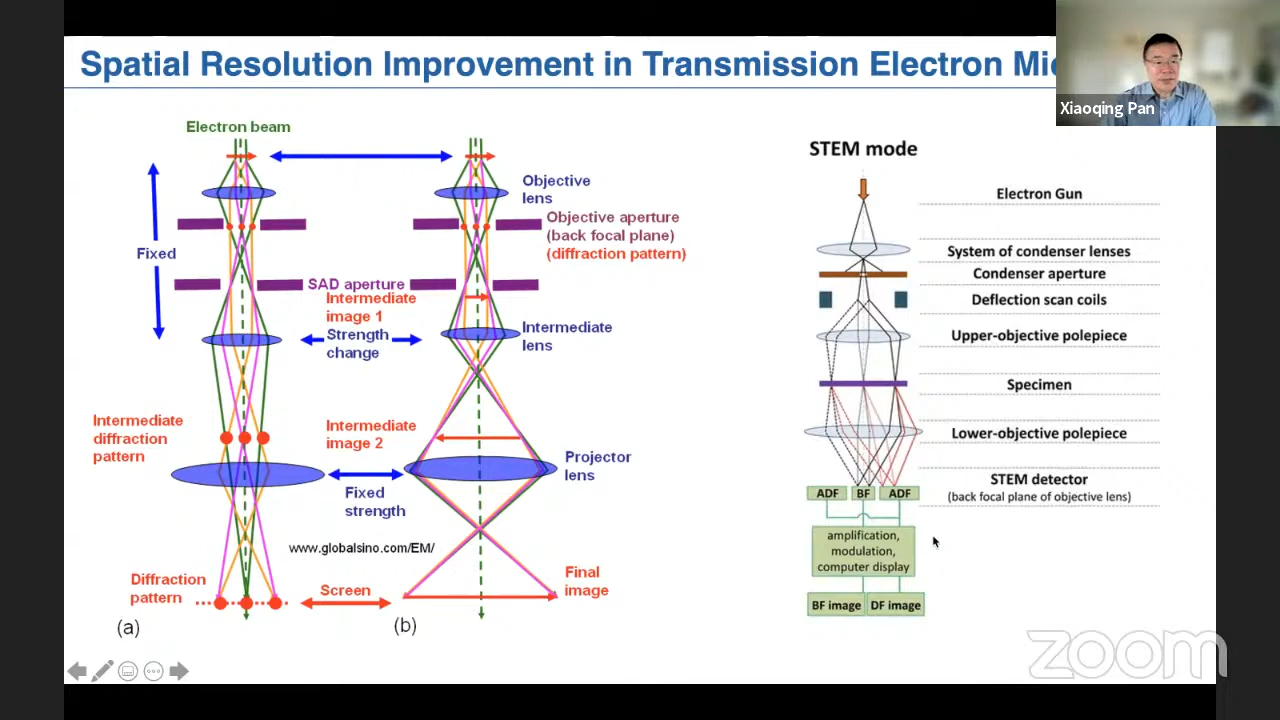 Spatial Resolution Improvement in Transmission Electron
Xiaoqing Pan
Electron beam
Objective
lens
Objective aperture
(back focal plane)
(diffraction pattern)
Fixed
SAD aperture
Intermediate
image 1
Strength
change
Intermediate
lens
Intermediate
diffraction
pattern
Intermediate
image 2
Projector
lens
Fixed
strength
www.globalsino.com/EM/
Diffraction
pattern
Screen
Final
image
(a)
(b)
STEM mode
Electron Gun
System of condenser lenses
Condenser aperture
Deflection scan coils
Upper-objective polepiece
Specimen
Lower-objective polepiece
STEM detector
(back focal plane of objective lens)
ADF
BF
ADF
amplification,
modulation,
computer display
BF image
DF image
zoom